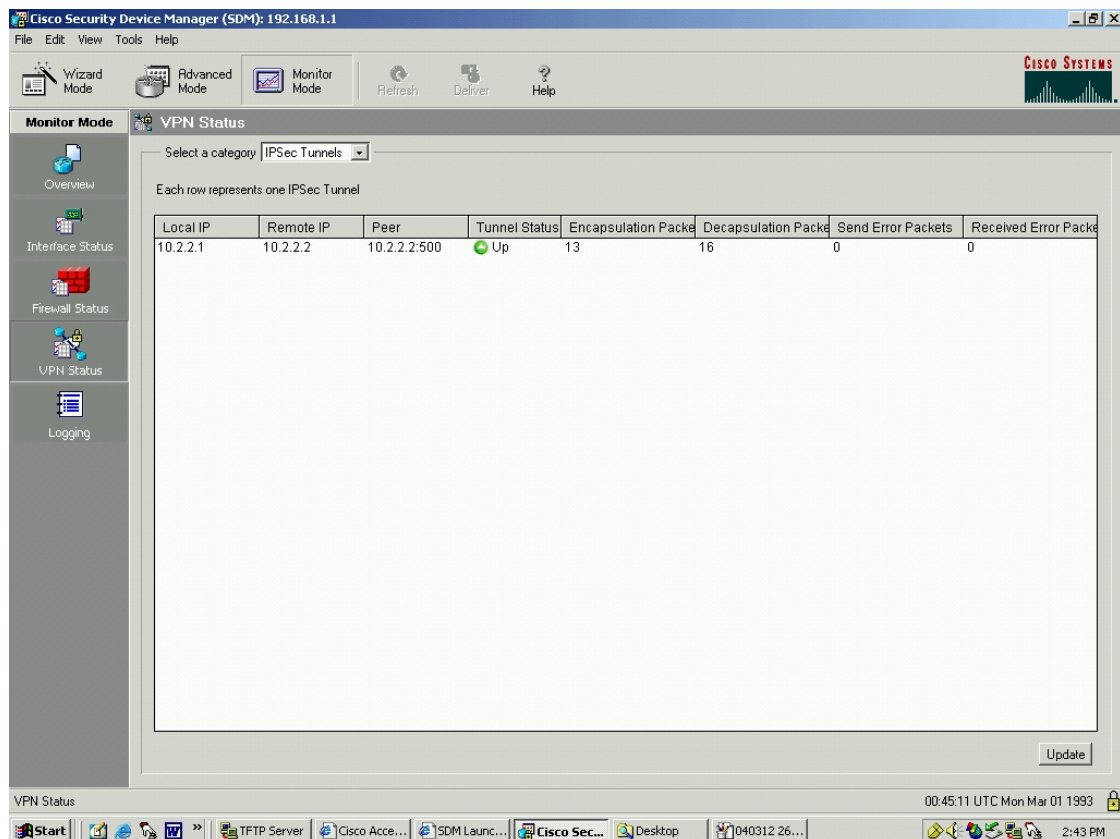 Cisco Security Device Manager (SDM): 192.168.1.1
File Edit View Tools Help
Wizard Mode
Advanced Mode
Monitor Mode
Refresh
Deliver
Help
CISCO SYSTEMS
Monitor Mode
VPN Status
Overview
Interface Status
Firewall Status
VPN Status
Logging
Select a category IPSec Tunnels
Each row represents one IPSec Tunnel
Local IP Remote IP Peer Tunnel Status Encapsulation Packe Decapsulation Packe Send Error Packets Received Error Packe
10.2.2.1 10.2.2.2 10.2.2.2:500 Up 13 16 0 0
Update
VPN Status 00:45:11 UTC Mon Mar 01 1993
Start » TFTP Server Cisco Acce... SDM Launc... Cisco Sec... Desktop 040312 26... 2:43 PM